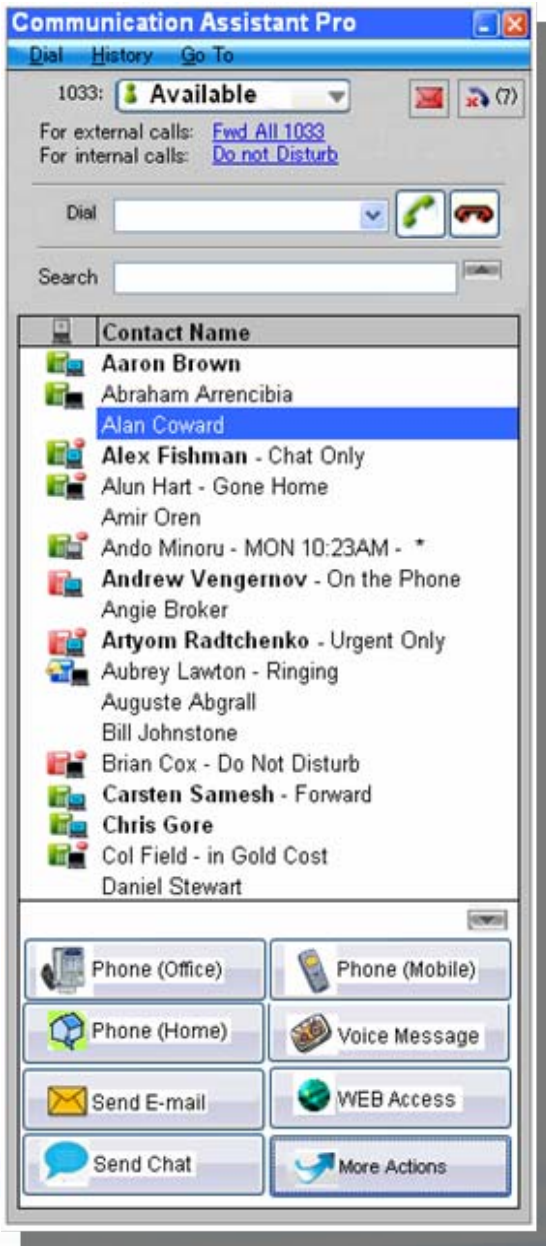 Communication Assistant Pro
Dial History Go To
1033: Available (7)
For external calls: Fwd All 1033
For internal calls: Do not Disturb
Dial
Search
Contact Name
Aaron Brown
Abraham Arrencibia
Alan Coward
Alex Fishman - Chat Only
Alun Hart - Gone Home
Amir Oren
Ando Minoru - MON 10:23AM - *
Andrew Vengernov - On the Phone
Angie Broker
Artyom Radtchenko - Urgent Only
Aubrey Lawton - Ringing
Auguste Abgrall
Bill Johnstone
Brian Cox - Do Not Disturb
Carsten Samesh - Forward
Chris Gore
Col Field - in Gold Cost
Daniel Stewart
Phone (Office) Phone (Mobile)
Phone (Home) Voice Message
Send E-mail WEB Access
Send Chat More Actions